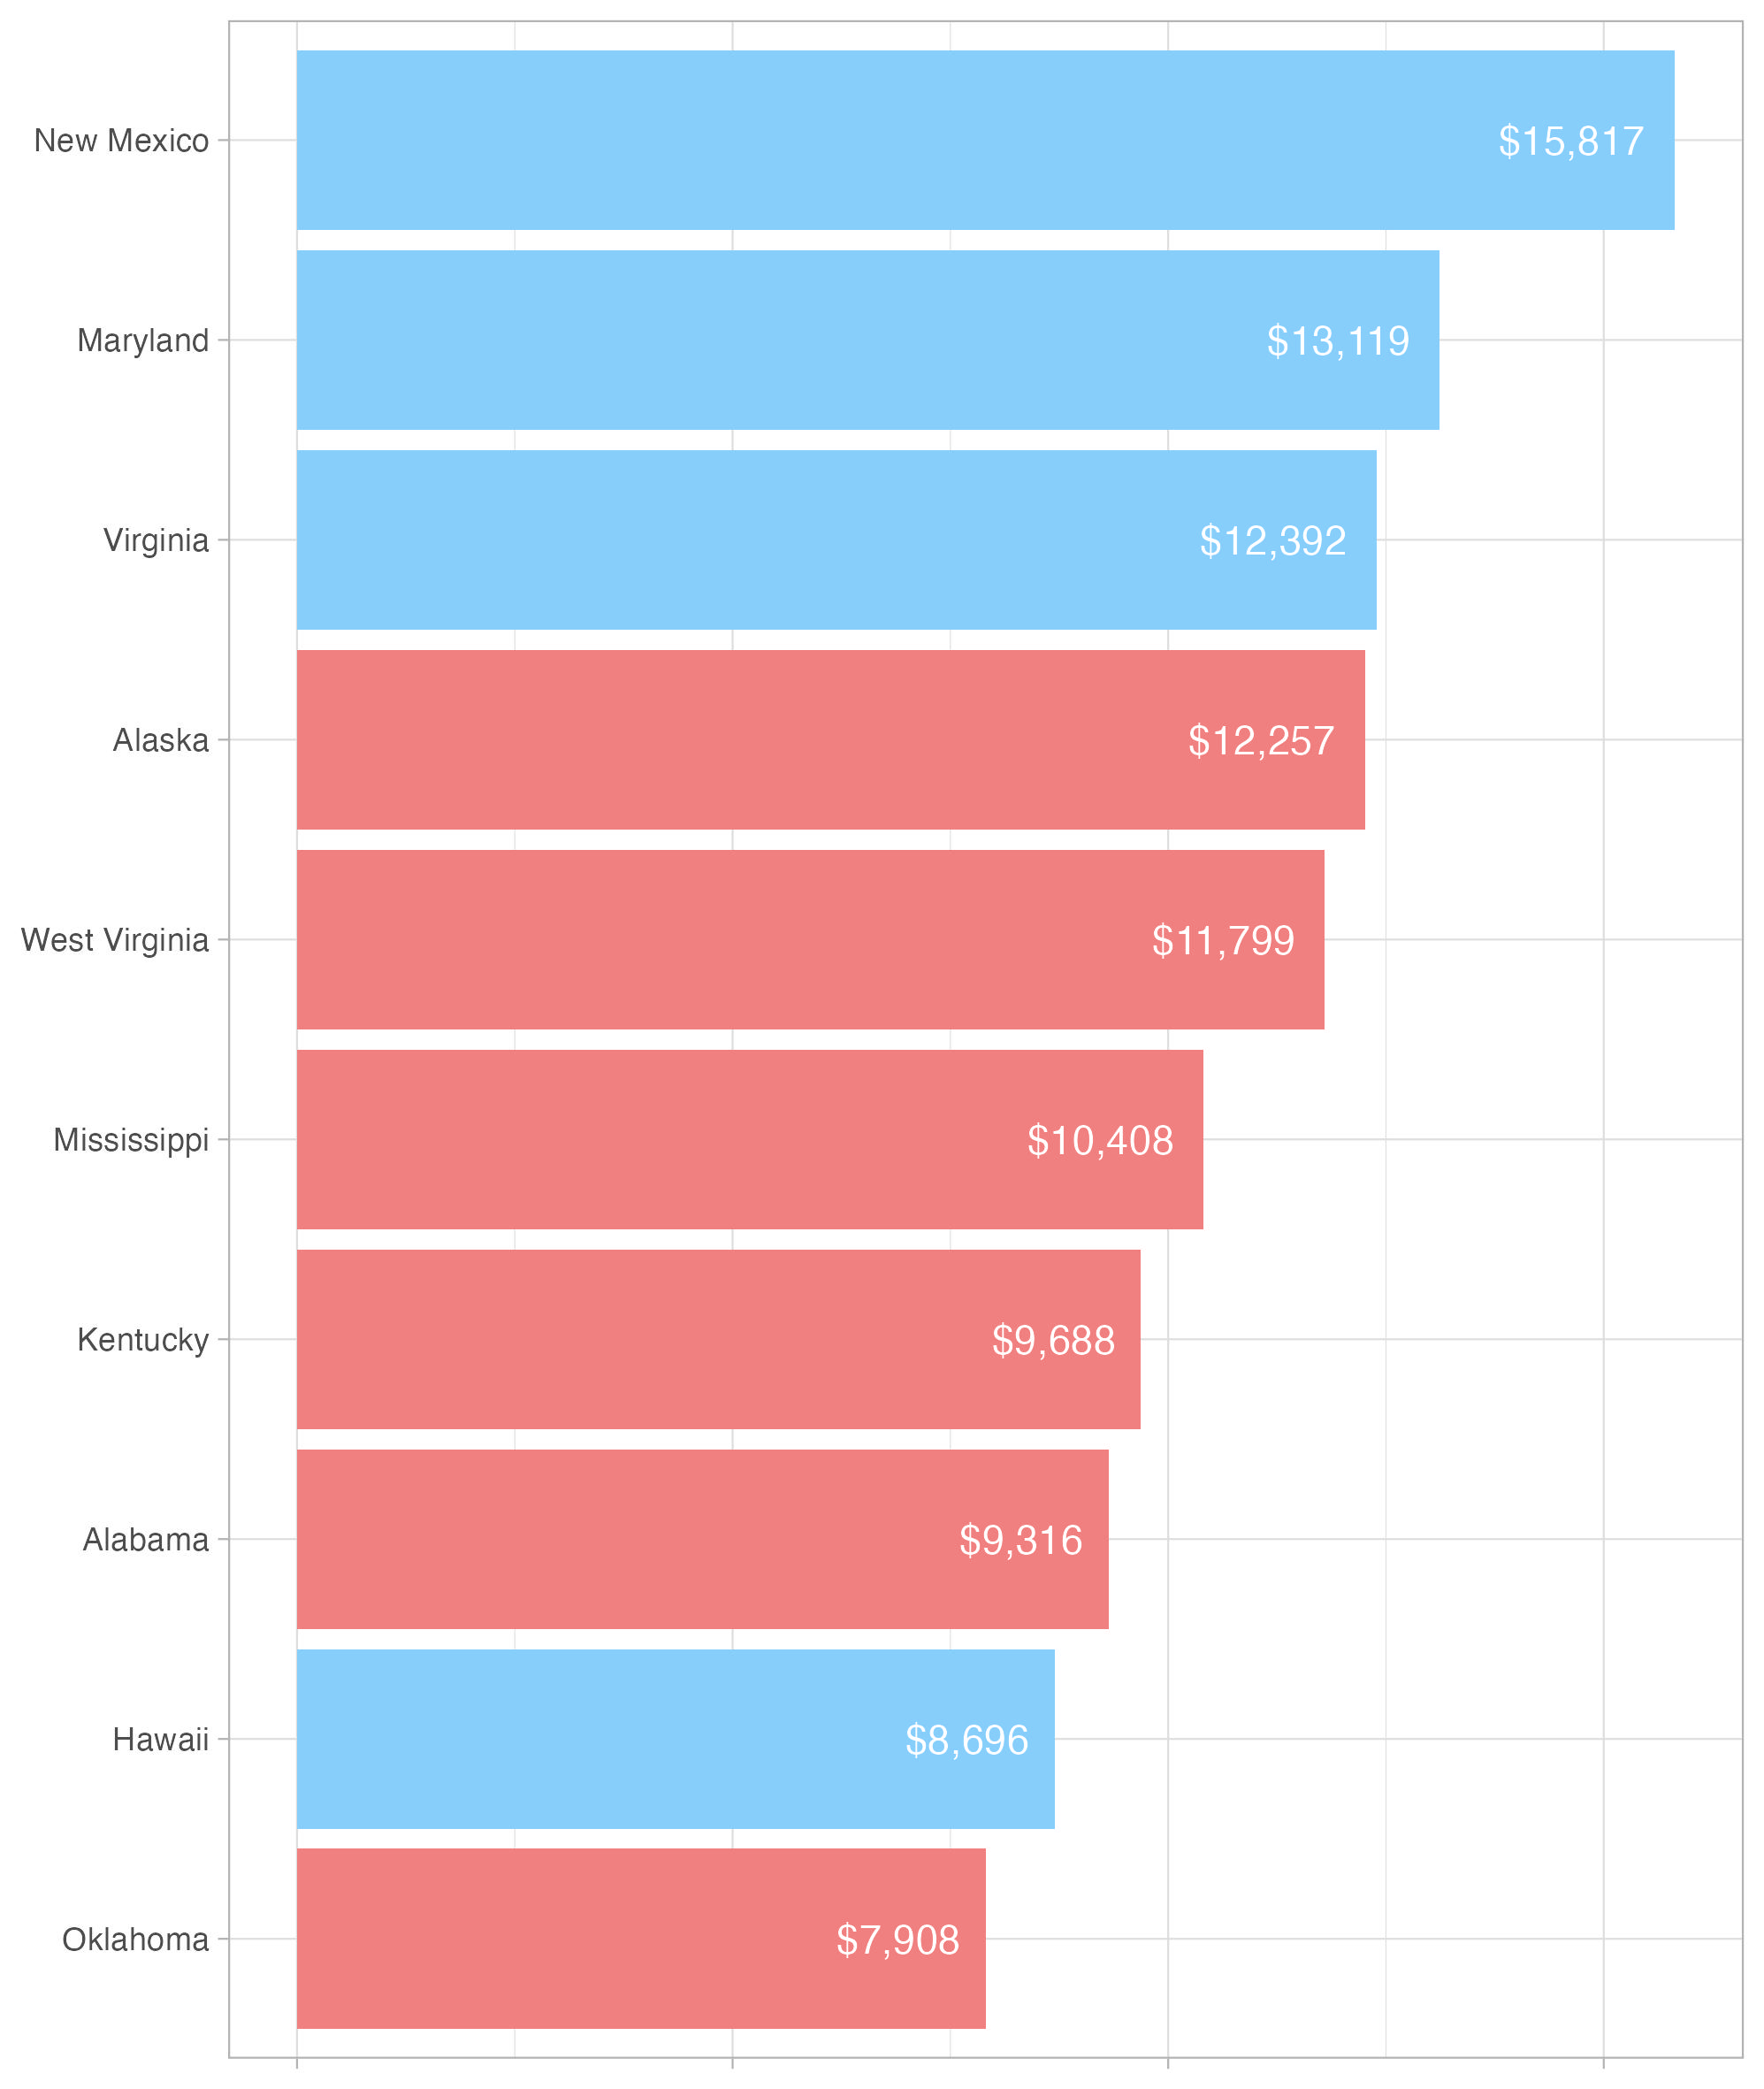 New Mexico $15,817
Maryland $13,119
Virginia $12,392
Alaska $12,257
West Virginia $11,799
Mississippi $10,408
Kentucky $9,688
Alabama $9,316
Hawaii $8,696
Oklahoma $7,908